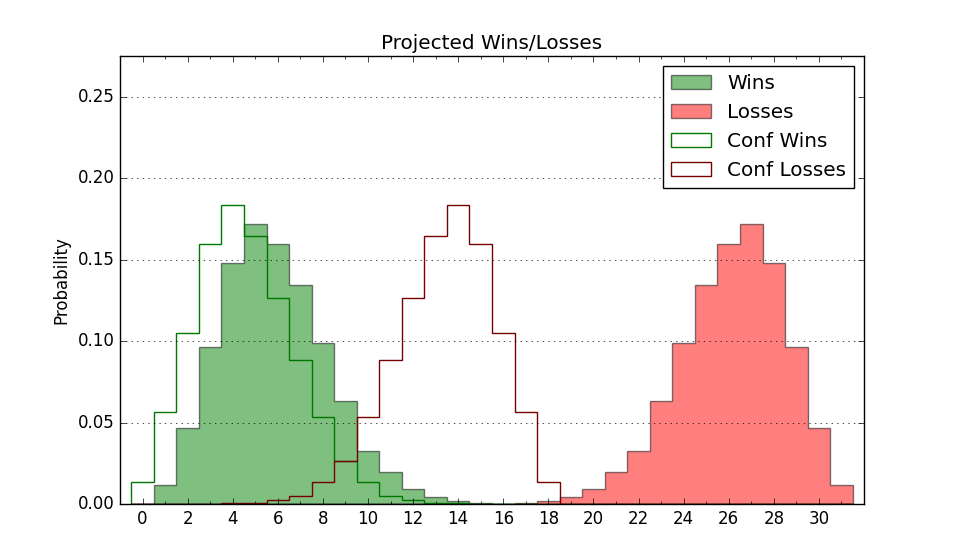 Projected Wins/Losses
Probability
0.25
0.20
0.15
0.10
0.05
0.00
Wins
Losses
Conf Wins
Conf Losses
0 2 4 6 8 10 12 14 16 18 20 22 24 26 28 30